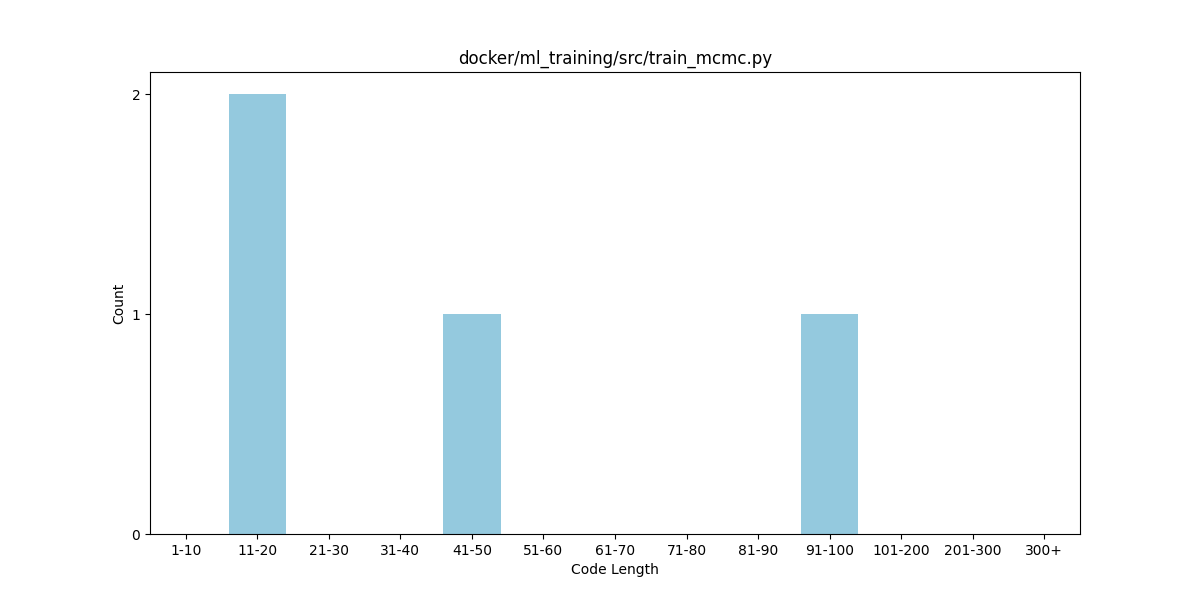 docker/ml_training/src/train_mcmc.py
2
1
0
Count
1-10 11-20 21-30 31-40 41-50 51-60 61-70 71-80 81-90 91-100 101-200 201-300 300+
Code Length